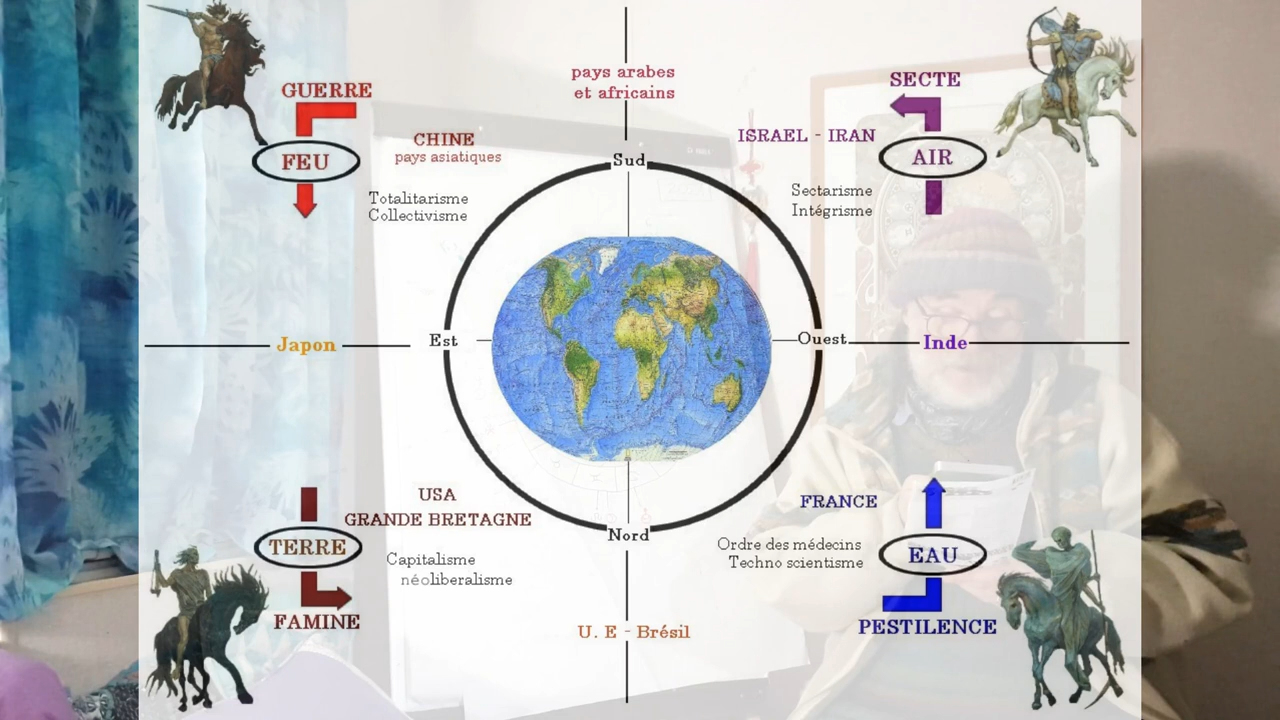 GUERRE
FEU
CHINE
pays asiatiques
Totalitarisme
Collectivisme
pays arabes
et africains
SECTE
ISRAEL - IRAN
AIR
Sectarisme
Intégrisme
Sud
Japon
Est
Ouest
Inde
Nord
USA
GRANDE BRETAGNE
TERRE
Capitalisme
néoliberalisme
FAMINE
FRANCE
Ordre des médecins
Techno scientisme
EAU
PESTILENCE
U. E - Brésil